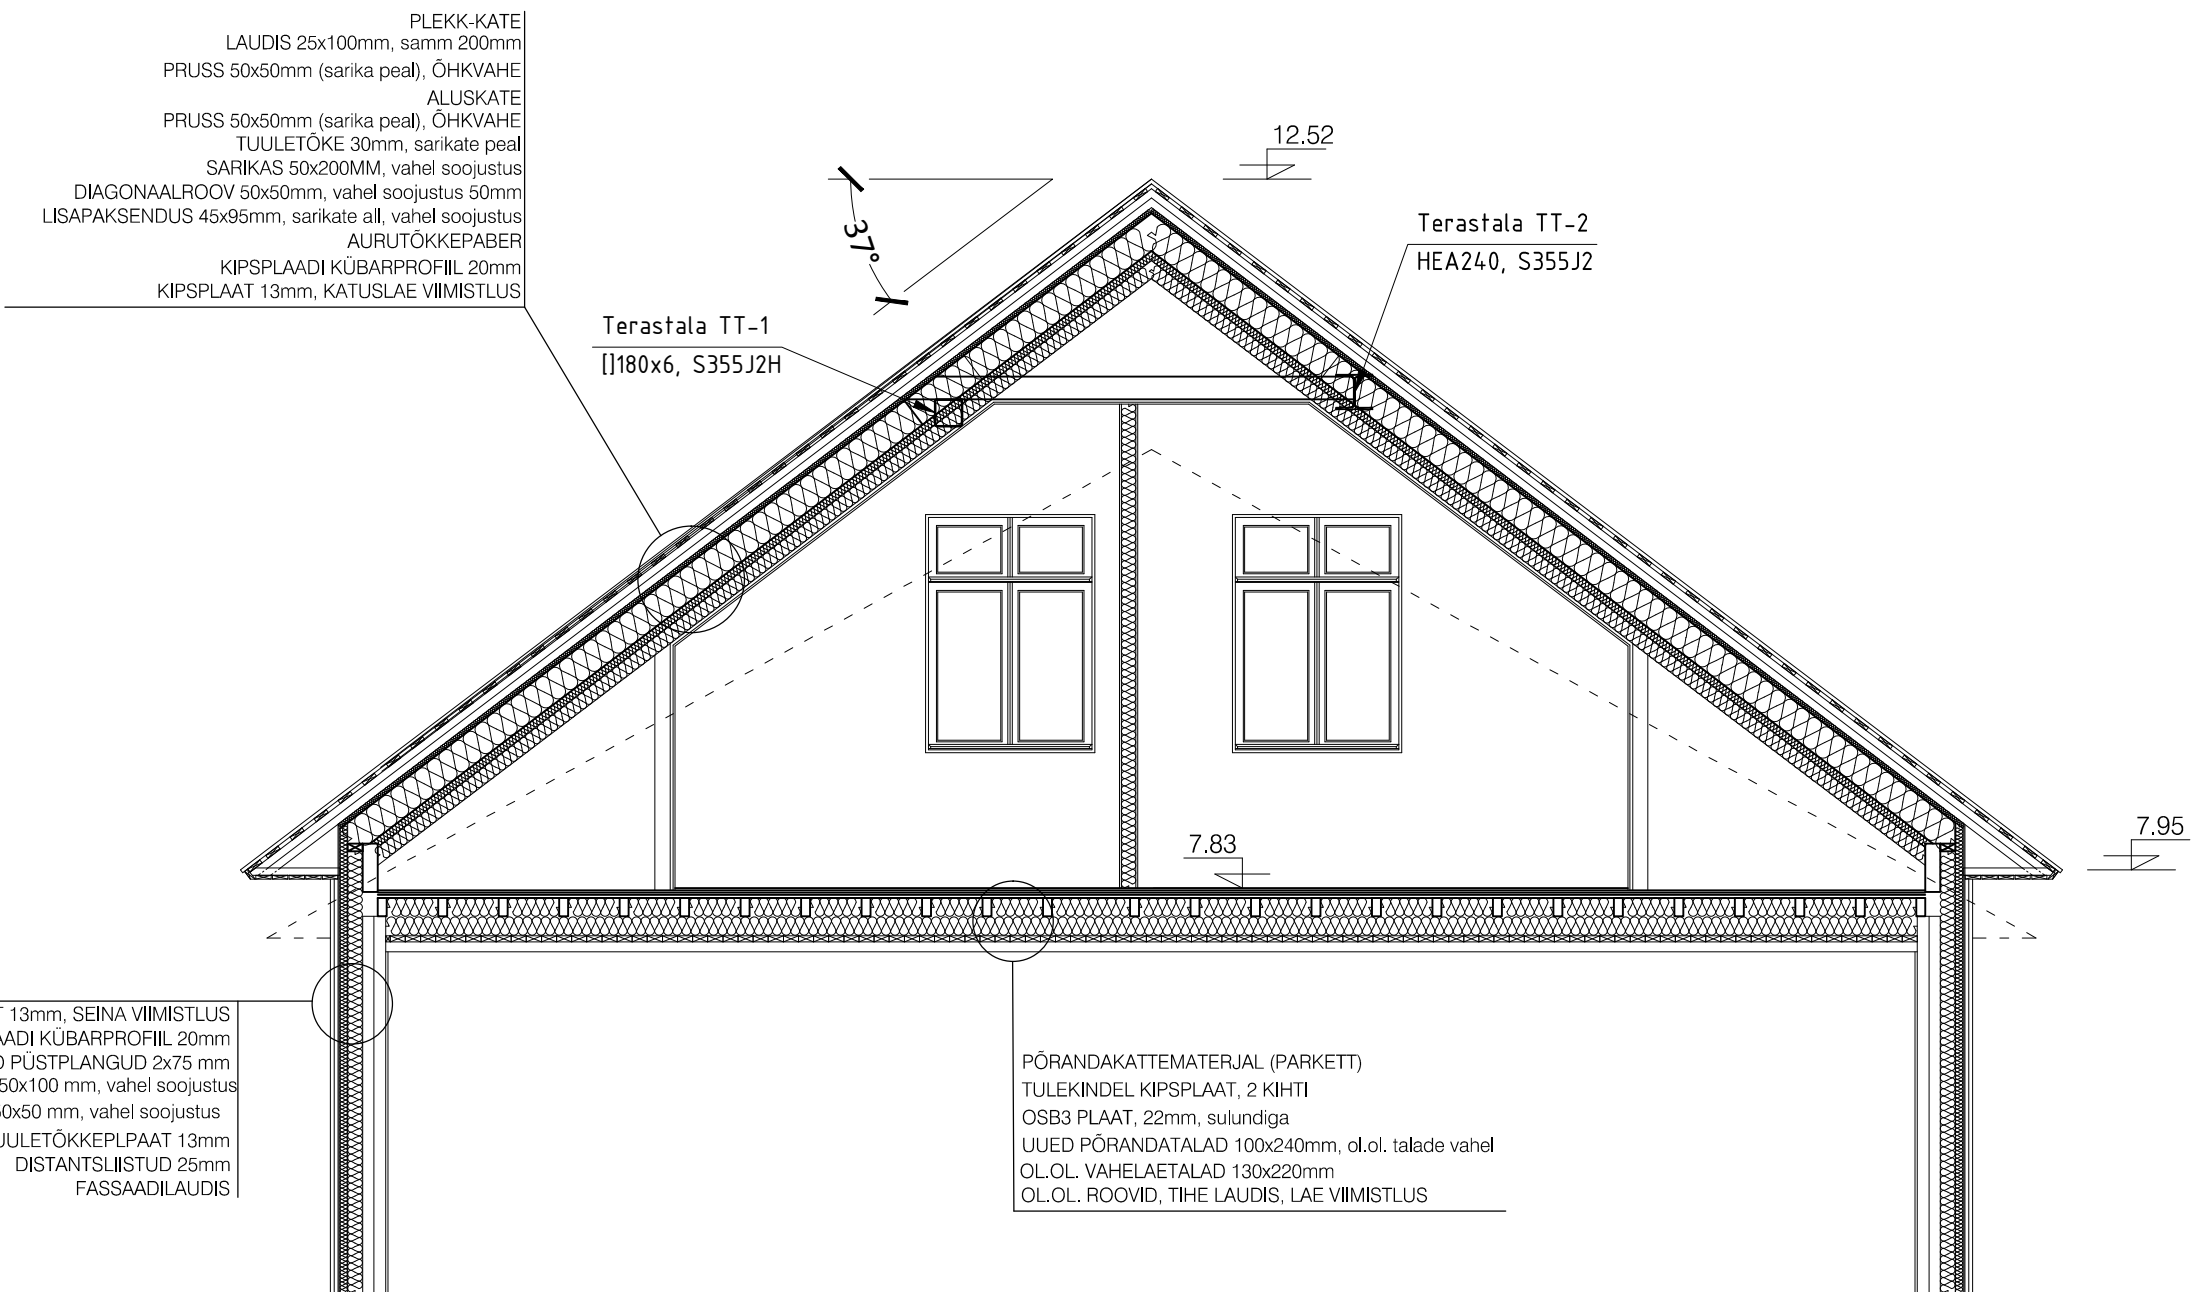 PLEKK-KATE
LAUDIS 25x100mm, samm 200mm
PRUSS 50x50mm (sarika peal), ÕHKVAHE
ALUSKATE
PRUSS 50x50mm (sarika peal), ÕHKVAHE
TUULETÕKE 30mm, sarikate peal
SARIKAS 50x200MM, vahel soojustus
DIAGONAALROOV 50x50mm, vahel soojustus 50mm
LISAPAKSENDUS 45x95mm, sarikate all, vahel soojustus
AURUTÕKKEPABER
KIPSPLAADI KÜBARPROFIIL 20mm
KIPSPLAAT 13mm, KATUSLAE VIIMISTLUS
12.52
37°
Terastala TT-2
HEA240, S355J2
Terastala TT-1
[]180x6, S355J2H
7.83
7.95
T 13mm, SEINA VIIMISTLUS
AADI KÜBARPROFIIL 20mm
D PÜSTPLANGUD 2x75 mm
50x100 mm, vahel soojustus
50x50 mm, vahel soojustus
UULETÕKKEPLPAAT 13mm
DISTANTSLIISTUD 25mm
FASSAADILAUDIS
PÕRANDAKATTEMATERJAL (PARKETT)
TULEKINDEL KIPSPLAAT, 2 KIHTI
OSB3 PLAAT, 22mm, sulundiga
UUED PÕRANDATALAD 100x240mm, ol.ol. talade vahel
OL.OL. VAHELAETALAD 130x220mm
OL.OL. ROOVID, TIHE LAUDIS, LAE VIIMISTLUS